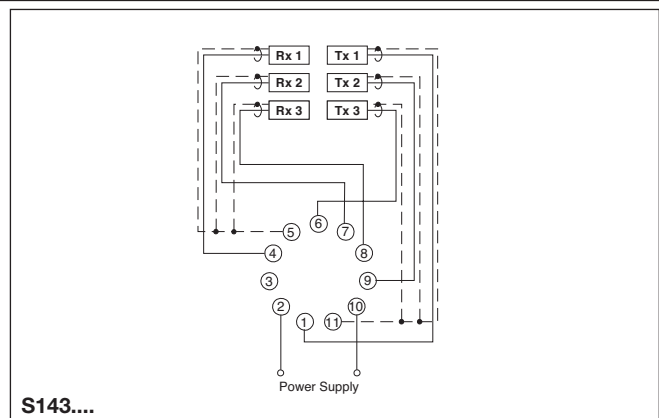 Rx 1 Tx 1
Rx 2 Tx 2
Rx 3 Tx 3
6
5 7
4 8
3 9
2 10
1 11
Power Supply
S143....